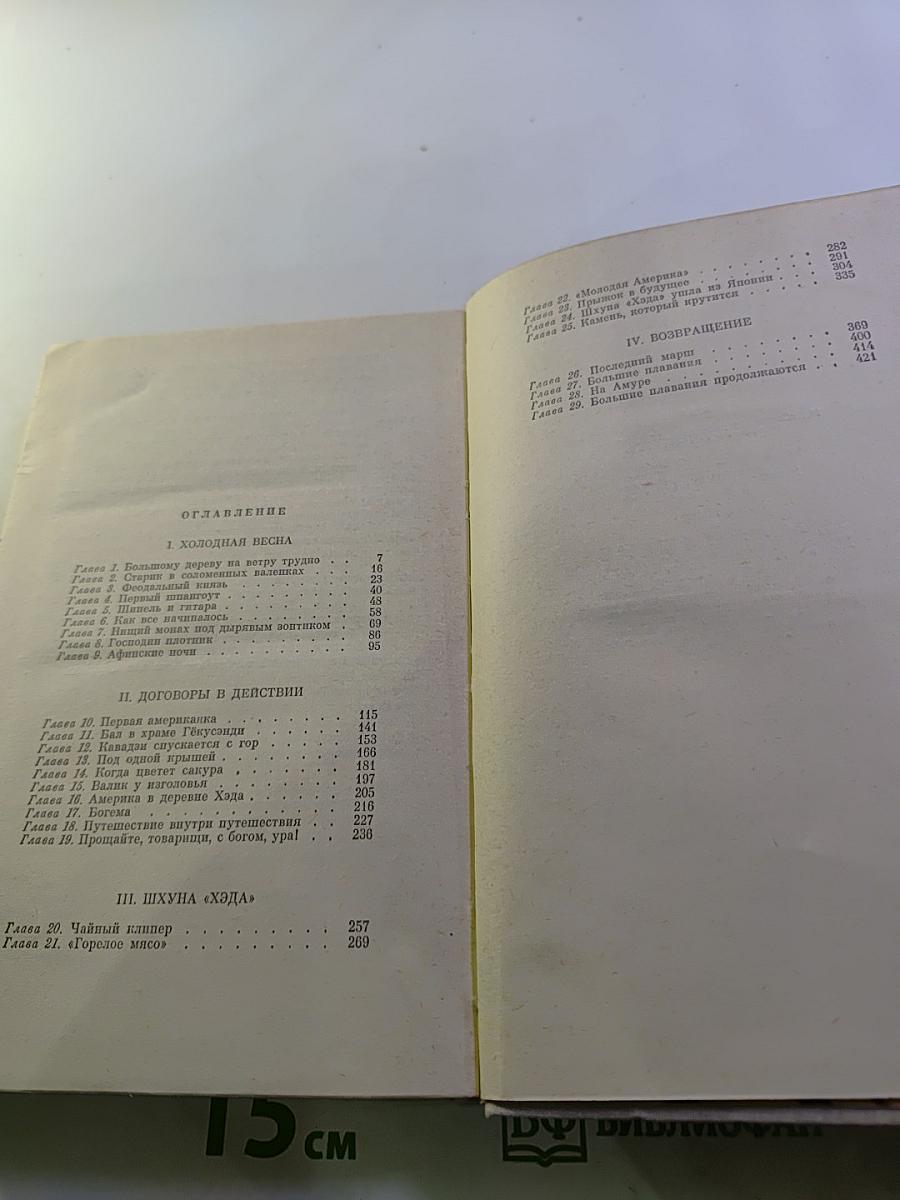 ОГЛАВЛЕНИЕ
I. ХОЛОДНАЯ ВЕСНА
Глава 1. Большому дереву на ветру трудно . . 7
Глава 2. Старик в соломенных валенках . . . 16
Глава 3. Феодальный князь . . . . . . . 23
Глава 4. Первый шпангоут . . . . . . . . 40
Глава 5. Шинель и гитара . . . . . . . . 48
Глава 6. Как все начиналось . . . . . . . 58
Глава 7. Нищий монах под дырявым зонтиком . 69
Глава 8. Господин плотник . . . . . . . . 86
Глава 9. Афинские ночи . . . . . . . . . 95
II. ДОГОВОРЫ В ДЕЙСТВИИ
Глава 10. Первая американка . . . . . . . 115
Глава 11. Бал в храме Гёкусэнди . . . . . . 141
Глава 12. Кавадзи спускается с гор . . . . . 153
Глава 13. Под одной крышей . . . . . . . 166
Глава 14. Когда цветет сакура . . . . . . . 181
Глава 15. Валик у изголовья . . . . . . . 197
Глава 16. Америка в деревне Хэда . . . . . . 205
Глава 17. Богема . . . . . . . . . . . 216
Глава 18. Путешествие внутри путешествия . . 227
Глава 19. Прощайте, товарищи, с богом, ура! . . 236
III. ШХУНА «ХЭДА»
Глава 20. Чайный клипер . . . . . . . . . 257
Глава 21. «Горелое мясо» . . . . . . . . . 269
Глава 22. «Молодая Америка» . . . . . . . . 282
Глава 23. Прыжок в будущее . . . . . . . . 291
Глава 24. Шхуна «Хэда» ушла из Японии . . . 304
Глава 25. Камень, который крутится . . . . . 335
IV. ВОЗВРАЩЕНИЕ
Глава 26. Последний марш . . . . . . . . 369
Глава 27. Большие плавания . . . . . . . . 400
Глава 28. На Амуре . . . . . . . . . . . 414
Глава 29. Большие плавания продолжаются . . 421
15 см
БФ БИБЛИОФАН